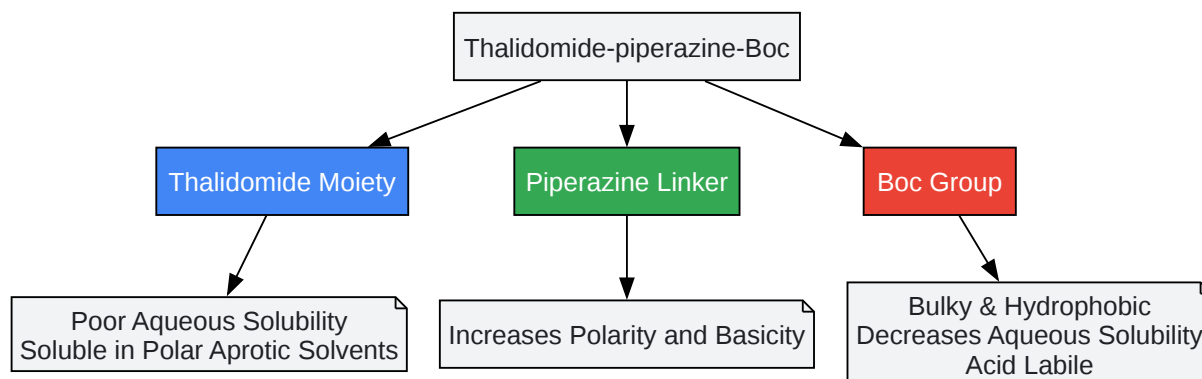 Thalidomide-piperazine-Boc
Thalidomide Moiety
Piperazine Linker
Boc Group
Poor Aqueous Solubility
Soluble in Polar Aprotic Solvents
Increases Polarity and Basicity
Bulky & Hydrophobic
Decreases Aqueous Solubility
Acid Labile